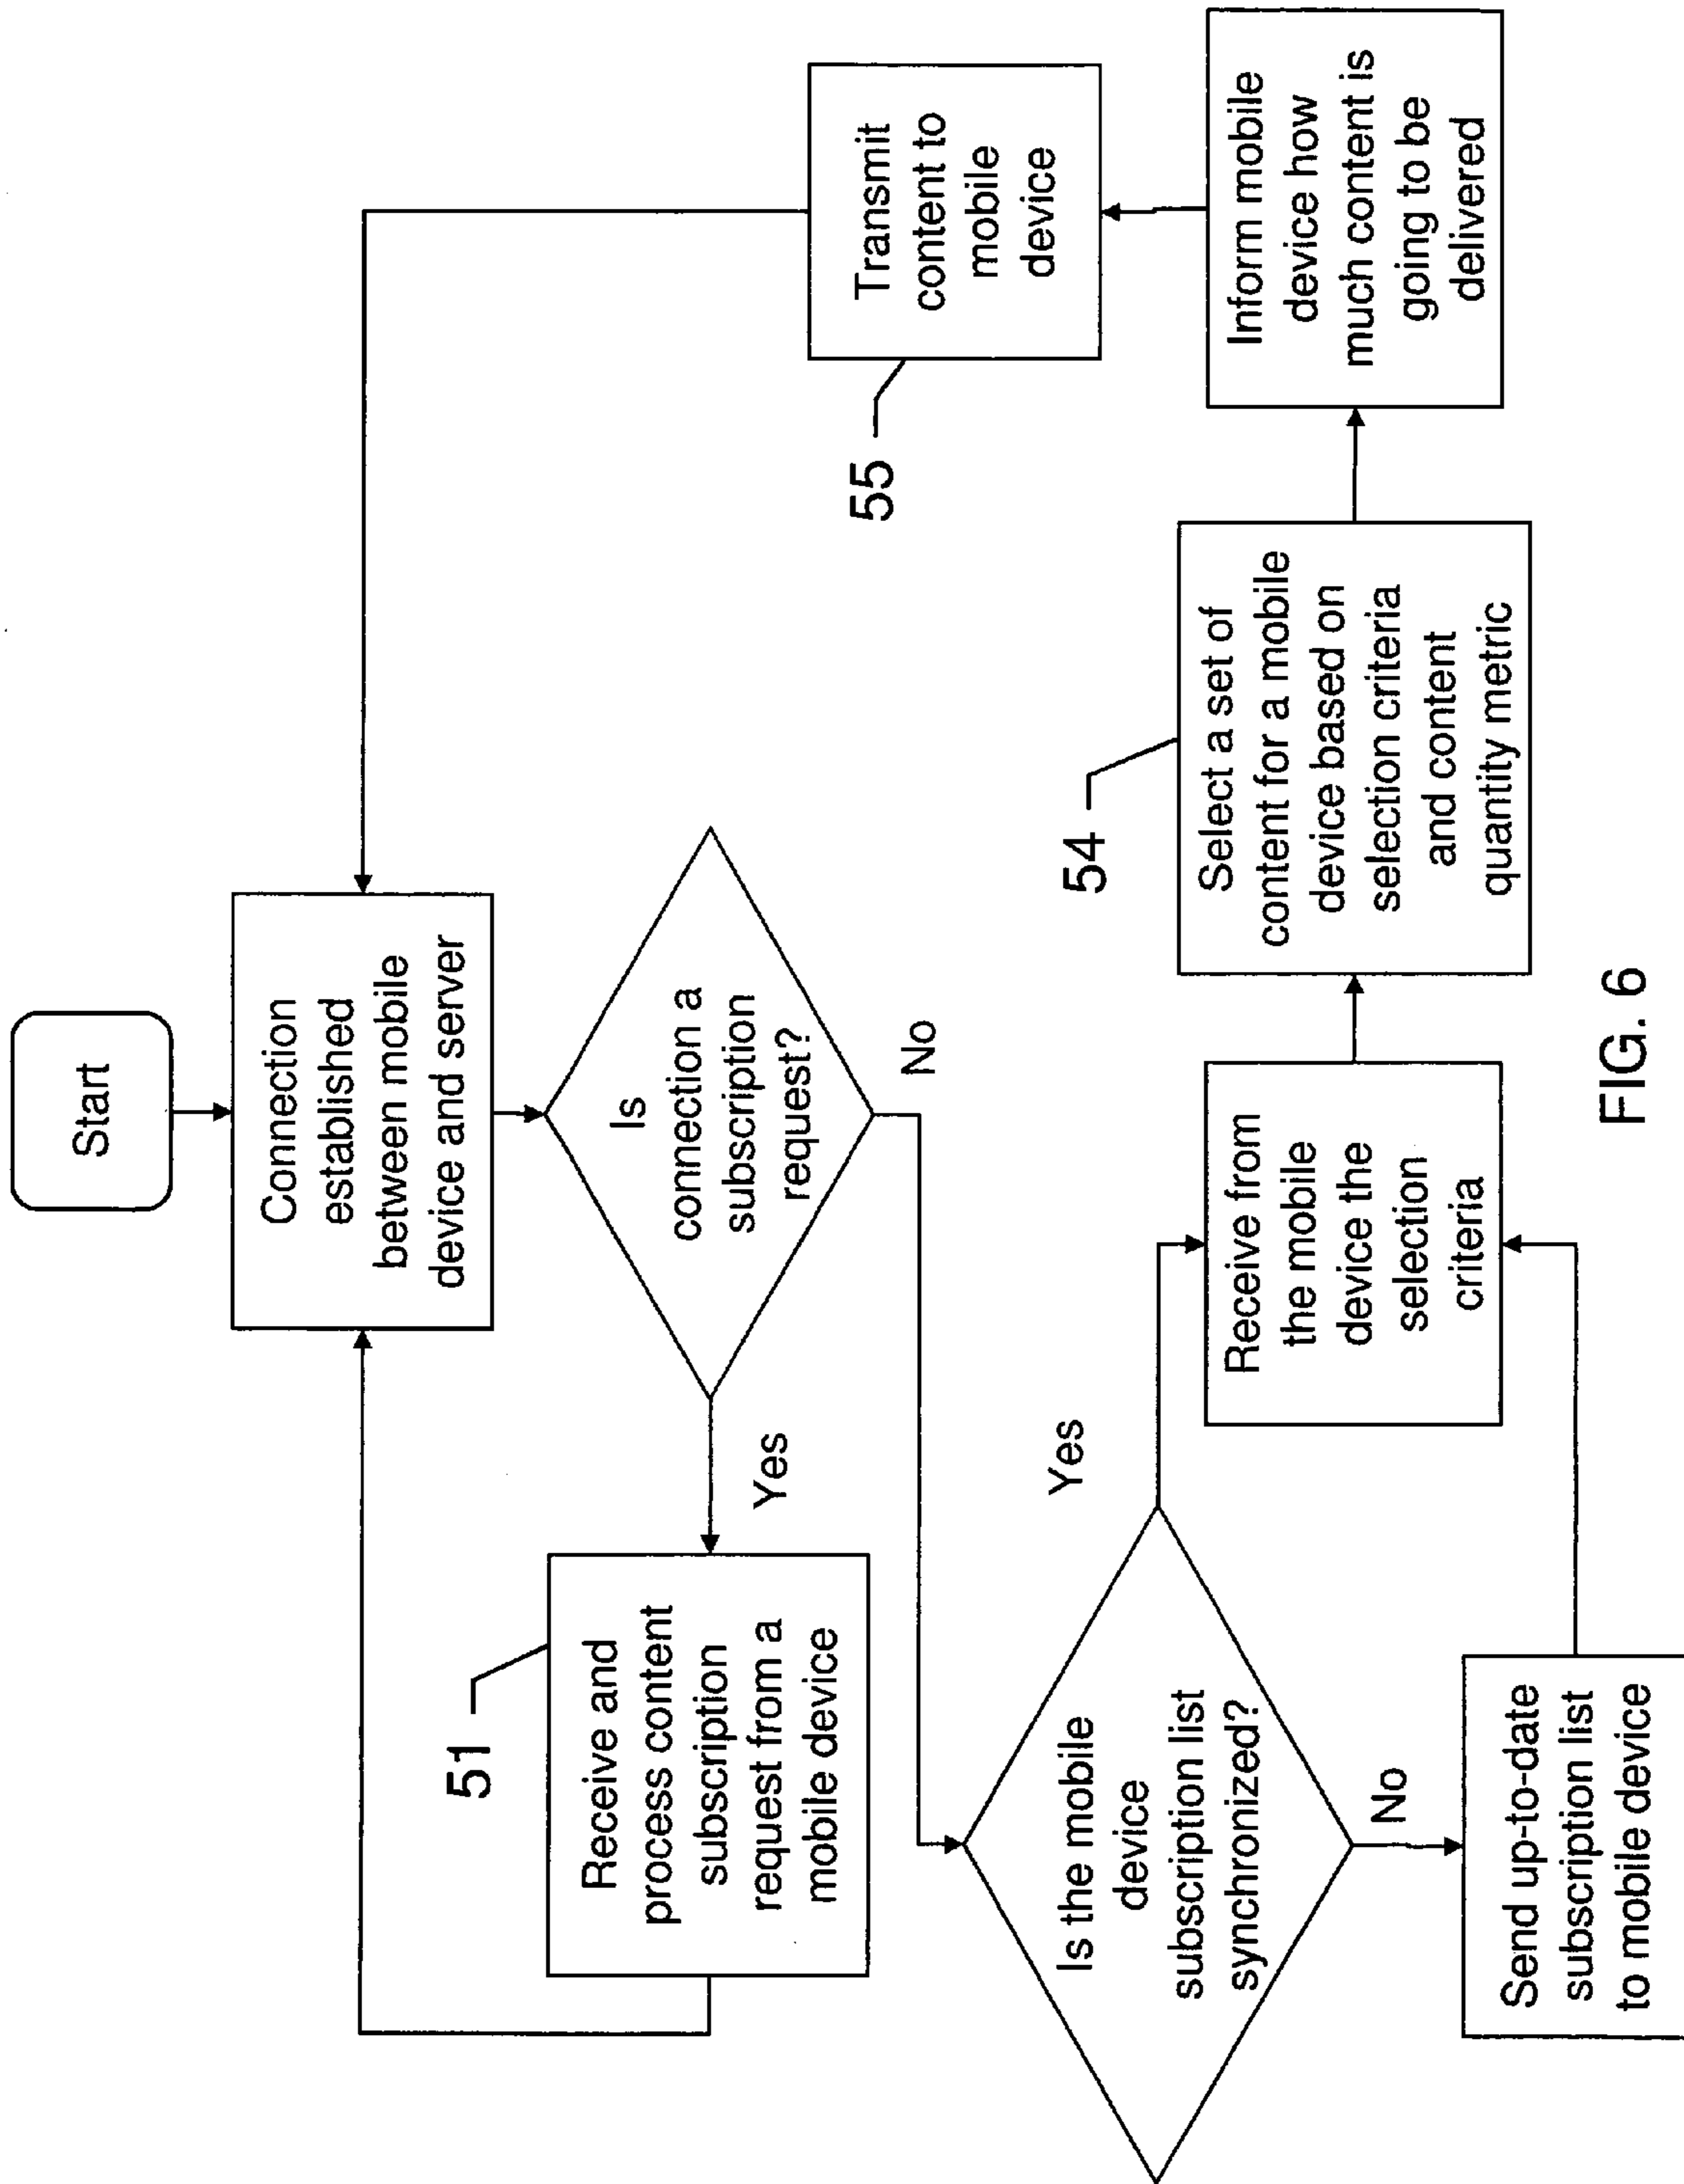 Start
Connection
established
between mobile
device and server
Is
connection a
subscription
request?
Yes
No
51
Receive and
process content
subscription
request from a
mobile device
Is the mobile
device
subscription list
synchronized?
Yes
No
Send up-to-date
subscription list
to mobile device
Receive from
the mobile
device the
selection
criteria
54
Select a set of
content for a mobile
device based on
selection criteria
and content
quantity metric
Inform mobile
device how
much content is
going to be
delivered
55
Transmit
content to
mobile
device
FIG. 6